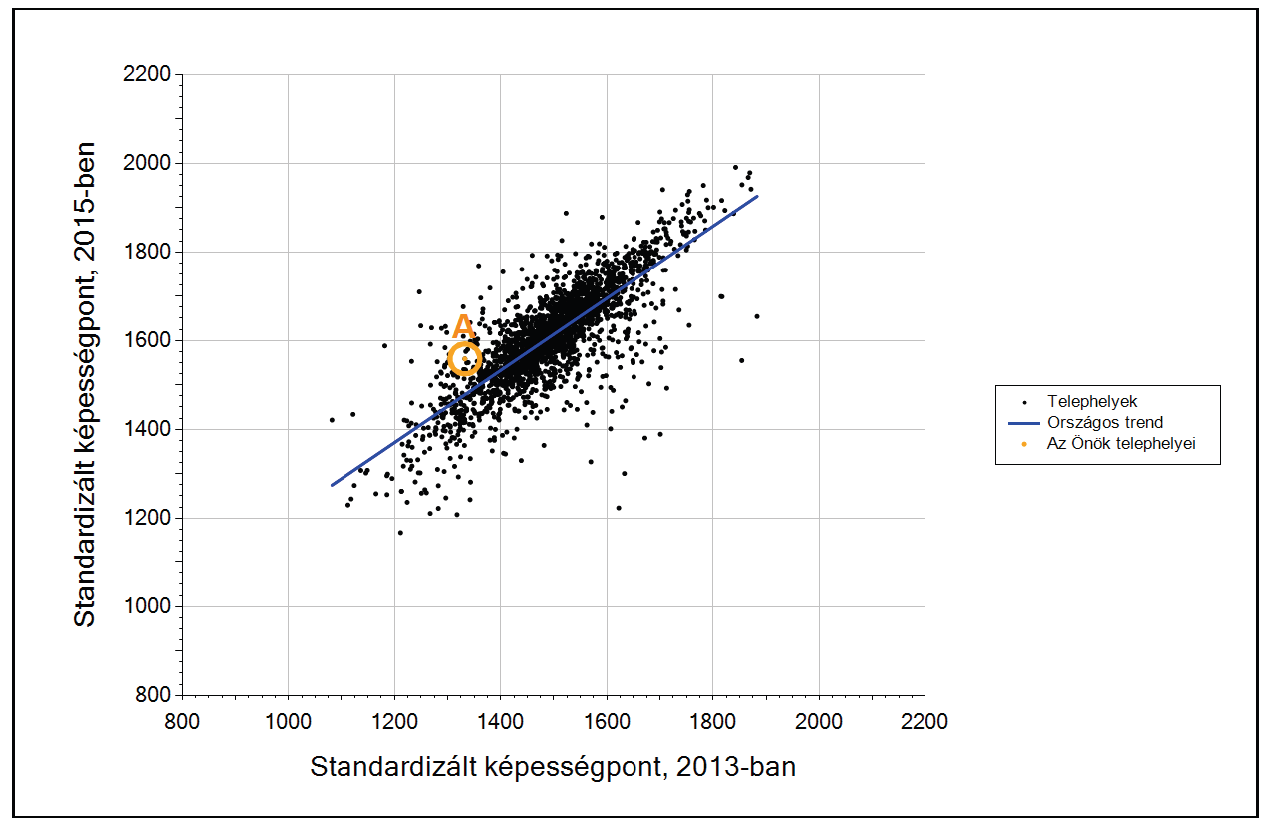 2200
2000
1800
1600
1400
1200
1000
800
800 1000 1200 1400 1600 1800 2000 2200
Standardizált képességpont, 2015-ben
Standardizált képességpont, 2013-ban
A
Telephelyek
Országos trend
Az Önök telephelyei